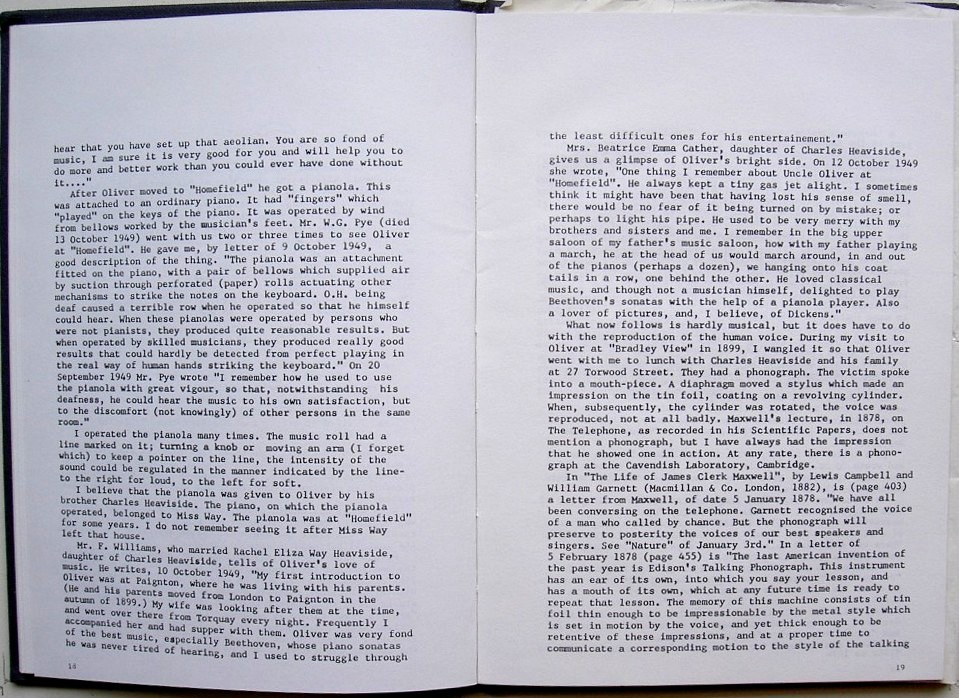 hear that you have set up that aeolian. You are so fond of
music, I am sure it is very good for you and will help you to
do more and better work than you could ever have done without
it...."
After Oliver moved to "Homefield" he got a pianola. This
was attached to an ordinary piano. It had "fingers" which
"played" on the keys of the piano. It was operated by wind
from bellows worked by the musician's feet. Mr. W.G. Pye (died
13 October 1949) went with us two or three times to see Oliver
at "Homefield". He gave me, by letter of 9 October 1949, a
good description of the thing. "The pianola was an attachment
fitted on the piano, with a pair of bellows which supplied air
by suction through perforated (paper) rolls actuating other
mechanisms to strike the notes on the keyboard. O.H. being
deaf caused a terrible row when he operated so that he himself
could hear. When these pianolas were operated by persons who
were not pianists, they produced quite reasonable results. But
when operated by skilled musicians, they produced really good
results that could hardly be detected from perfect playing in
the real way of human hands striking the keyboard." On 20
September 1949 Mr. Pye wrote "I remember how he used to use
the pianola with great vigour, so that, notwithstanding his
deafness, he could hear the music to his own satisfaction, but
to the discomfort (not knowingly) of other persons in the same
room."
I operated the pianola many times. The music roll had a
line marked on it; turning a knob or moving an arm (I forget
which) to keep a pointer on the line, the intensity of the
sound could be regulated in the manner indicated by the line-
to the right for loud, to the left for soft.
I believe that the pianola was given to Oliver by his
brother Charles Heaviside. The piano, on which the pianola
operated, belonged to Miss Way. The pianola was at "Homefield"
for some years. I do not remember seeing it after Miss Way
left that house.
Mr. F. Williams, who married Rachel Eliza Way Heaviside,
daughter of Charles Heaviside, tells of Oliver's love of
music. He writes, 10 October 1949, "My first introduction to
Oliver was at Paignton, where he was living with his parents.
(He and his parents moved from London to Paignton in the
autumn of 1899.) My wife was looking after them at the time,
and went over there from Torquay every night. Frequently I
accompanied her and had supper with them. Oliver was very fond
of the best music, especially Beethoven, whose piano sonatas
he was never tired of hearing, and I used to struggle through
18
the least difficult ones for his entertainement."
Mrs. Beatrice Emma Cather, daughter of Charles Heaviside,
gives us a glimpse of Oliver's bright side. On 12 October 1949
she wrote, "One thing I remember about Uncle Oliver at
"Homefield". He always kept a tiny gas jet alight. I sometimes
think it might have been that having lost his sense of smell,
there would be no fear of it being turned on by mistake; or
perhaps to light his pipe. He used to be very merry with my
brothers and sisters and me. I remember in the big upper
saloon of my father's music saloon, how with my father playing
a march, he at the head of us would march around, in and out
of the pianos (perhaps a dozen), we hanging onto his coat
tails in a row, one behind the other. He loved classical
music, and though not a musician himself, delighted to play
Beethoven's sonatas with the help of a pianola player. Also
a lover of pictures, and, I believe, of Dickens."
What now follows is hardly musical, but it does have to do
with the reproduction of the human voice. During my visit to
Oliver at "Bradley View" in 1899, I wangled it so that Oliver
went with me to lunch with Charles Heaviside and his family
at 27 Torwood Street. They had a phonograph. The victim spoke
into a mouth-piece. A diaphragm moved a stylus which made an
impression on the tin foil, coating on a revolving cylinder.
When, subsequently, the cylinder was rotated, the voice was
reproduced, not at all badly. Maxwell's lecture, in 1878, on
The Telephone, as recorded in his Scientific Papers, does not
mention a phonograph, but I have always had the impression
that he showed one in action. At any rate, there is a phono-
graph at the Cavendish Laboratory, Cambridge.
In "The Life of James Clerk Maxwell", by Lewis Campbell and
William Garnett (Macmillan & Co. London, 1882), is (page 403)
a letter from Maxwell, of date 5 January 1878. "We have all
been conversing on the telephone. Garnett recognised the voice
of a man who called by chance. But the phonograph will
preserve to posterity the voices of our best speakers and
singers. See "Nature" of January 3rd." In a letter of
5 February 1878 (page 455) is "The last American invention of
the past year is Edison's Talking Phonograph. This instrument
has an ear of its own, into which you say your lesson, and
has a mouth of its own, which at any future time is ready to
repeat that lesson. The memory of this machine consists of tin
foil thin enough to be impressionable by the metal style which
is set in motion by the voice, and yet thick enough to be
retentive of these impressions, and at a proper time to
communicate a corresponding motion to the style of the talking
19